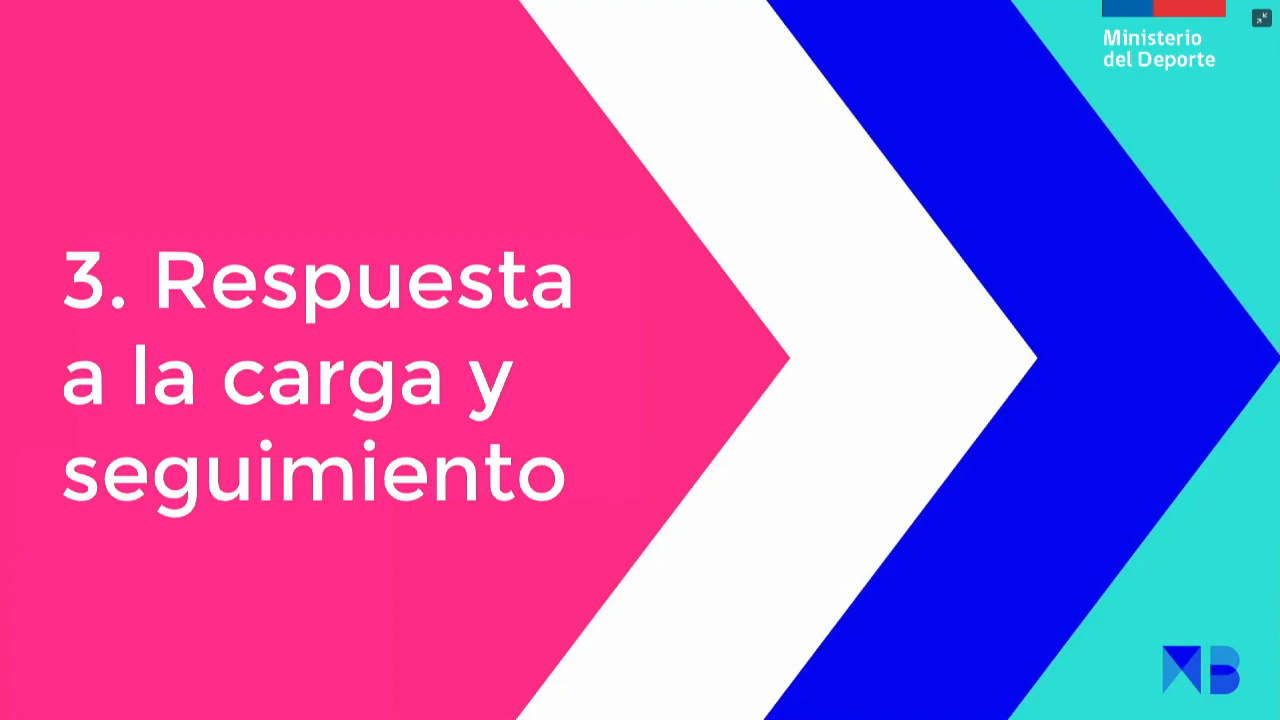 Ministerio
del Deporte
3. Respuesta
a la carga y
seguimiento